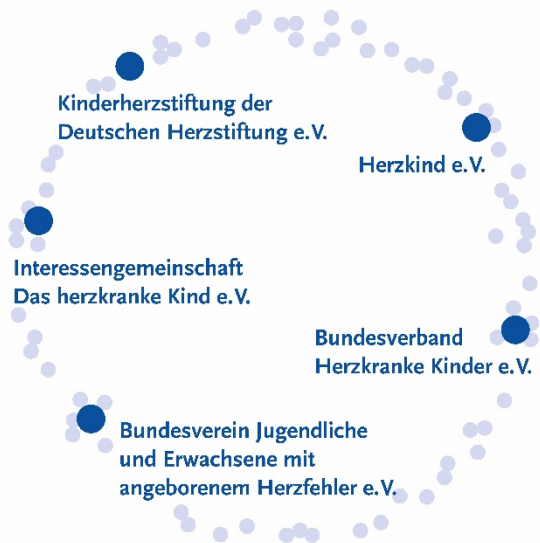 Kinderherzstiftung der
Deutschen Herzstiftung e.V.
Herzkind e.V.
Interessengemeinschaft
Das herzkranke Kind e.V.
Bundesverband
Herzkranke Kinder e.V.
Bundesverein Jugendliche
und Erwachsene mit
angeborenem Herzfehler e.V.